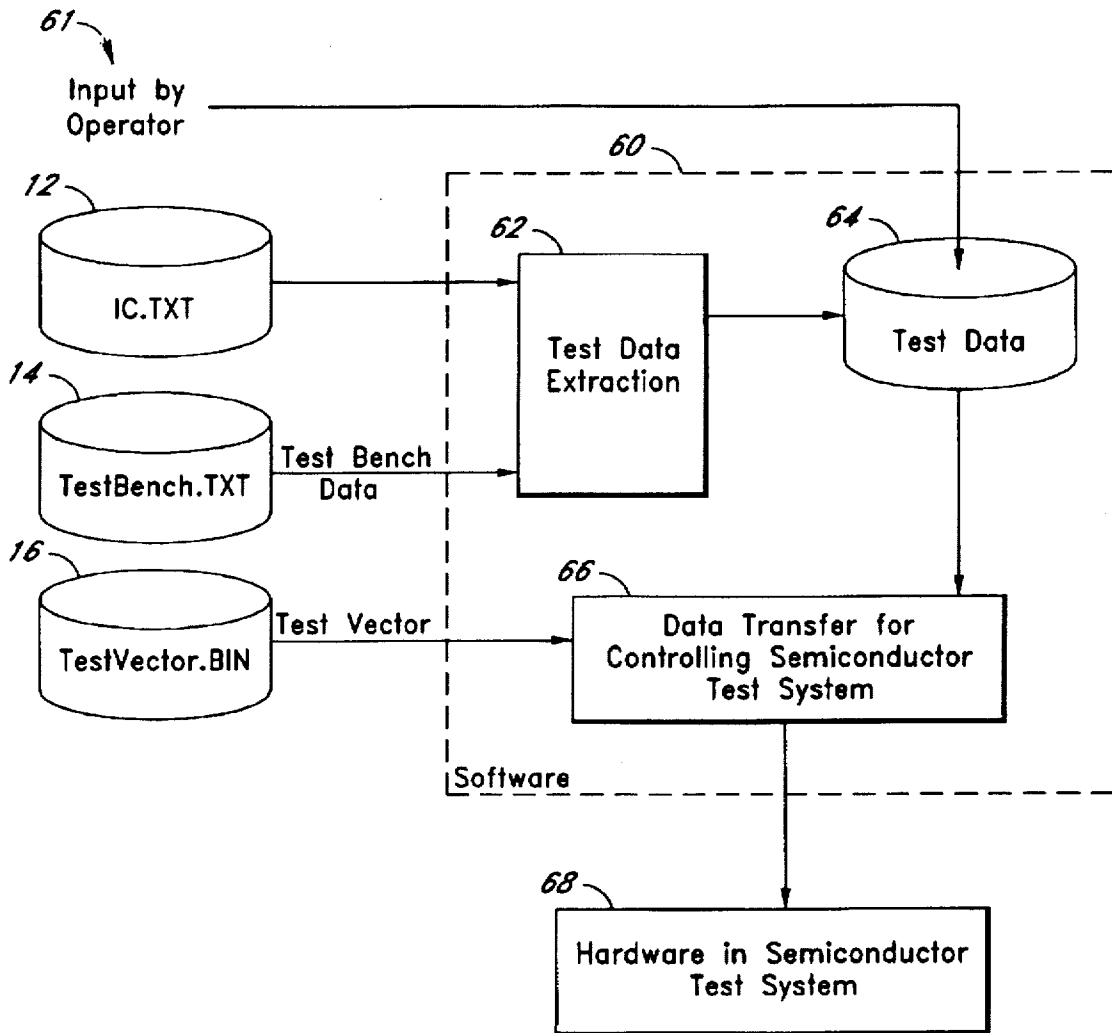 61
Input by
Operator
60
12
IC.TXT
62
Test Data
Extraction
64
Test Data
14
TestBench.TXT
Test Bench
Data
16
TestVector.BIN
Test Vector
66
Data Transfer for
Controlling Semiconductor
Test System
Software
68
Hardware in Semiconductor
Test System